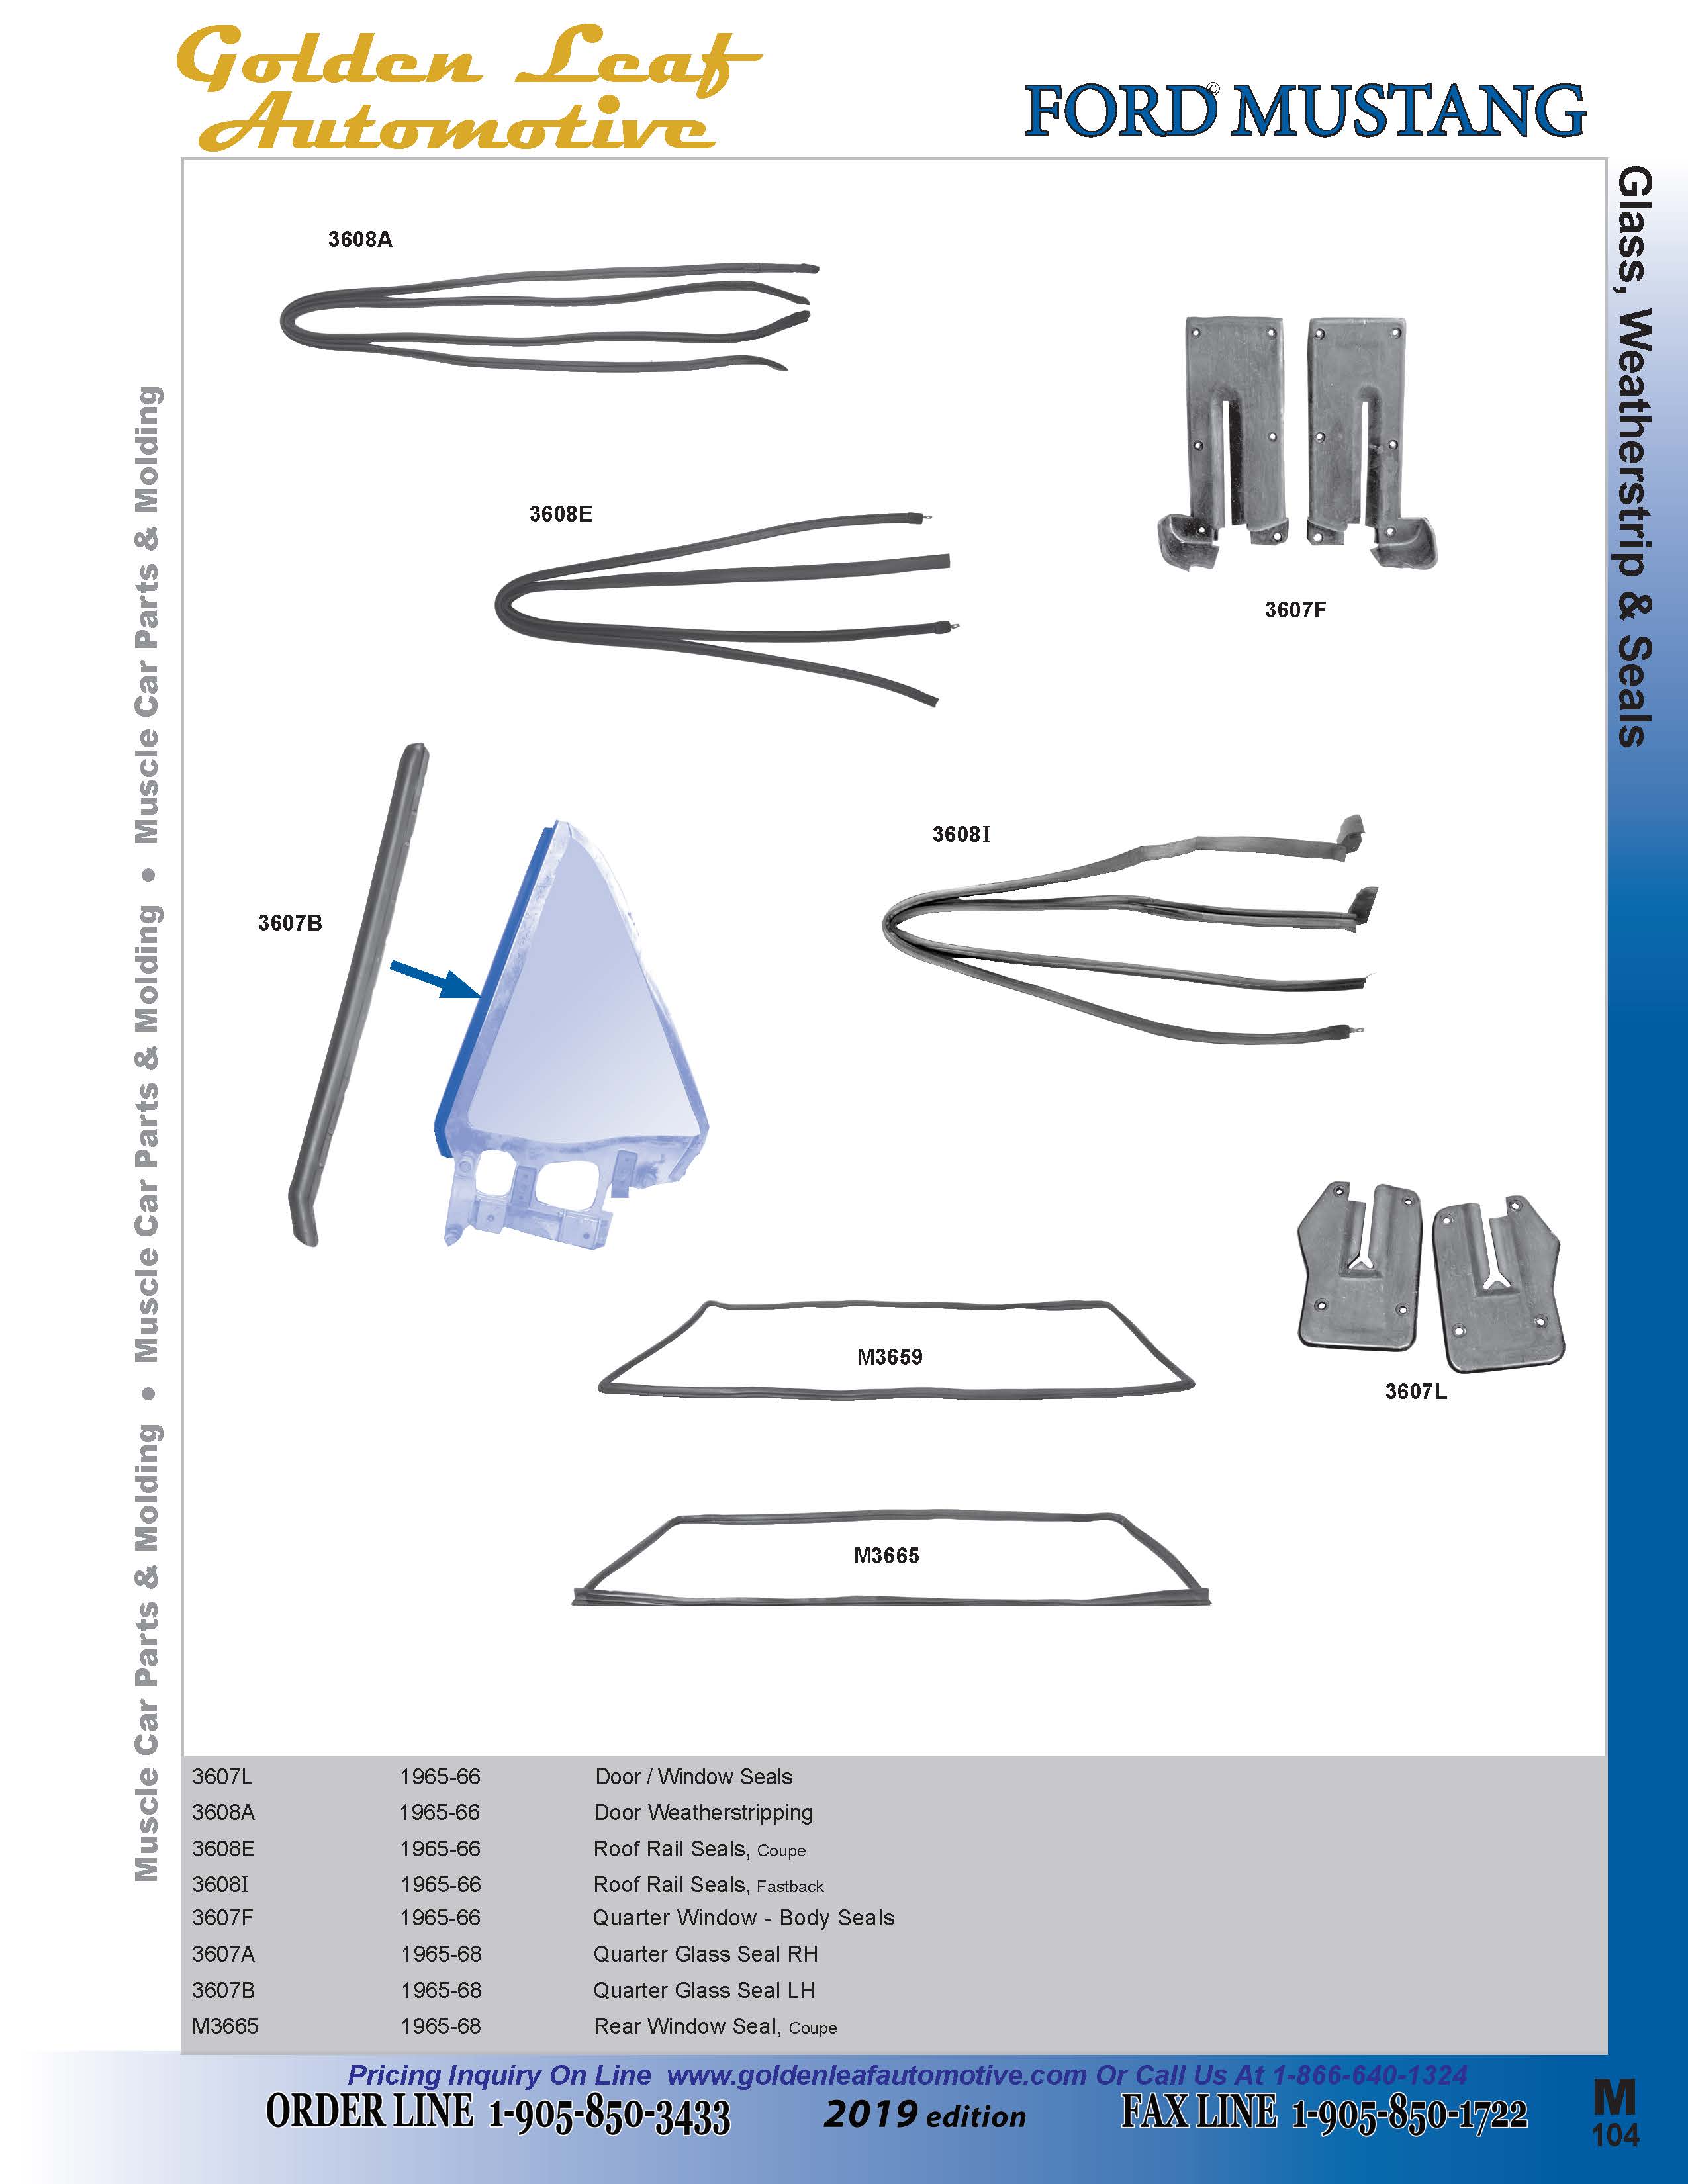 Golden Leaf
Automotive
FORD© MUSTANG
Glass, Weatherstrip & Seals
Muscle Car Parts & Molding • Muscle Car Parts & Molding • Muscle Car Parts & Molding
3608A
3607F
3608E
3608I
3607B
M3659
3607L
M3665
3607L 1965-66 Door / Window Seals
3608A 1965-66 Door Weatherstripping
3608E 1965-66 Roof Rail Seals, Coupe
3608I 1965-66 Roof Rail Seals, Fastback
3607F 1965-66 Quarter Window - Body Seals
3607A 1965-68 Quarter Glass Seal RH
3607B 1965-68 Quarter Glass Seal LH
M3665 1965-68 Rear Window Seal, Coupe
Pricing Inquiry On Line www.goldenleafautomotive.com Or Call Us At 1-866-640-1324
ORDER LINE 1-905-850-3433 2019 edition FAX LINE 1-905-850-1722
M
104